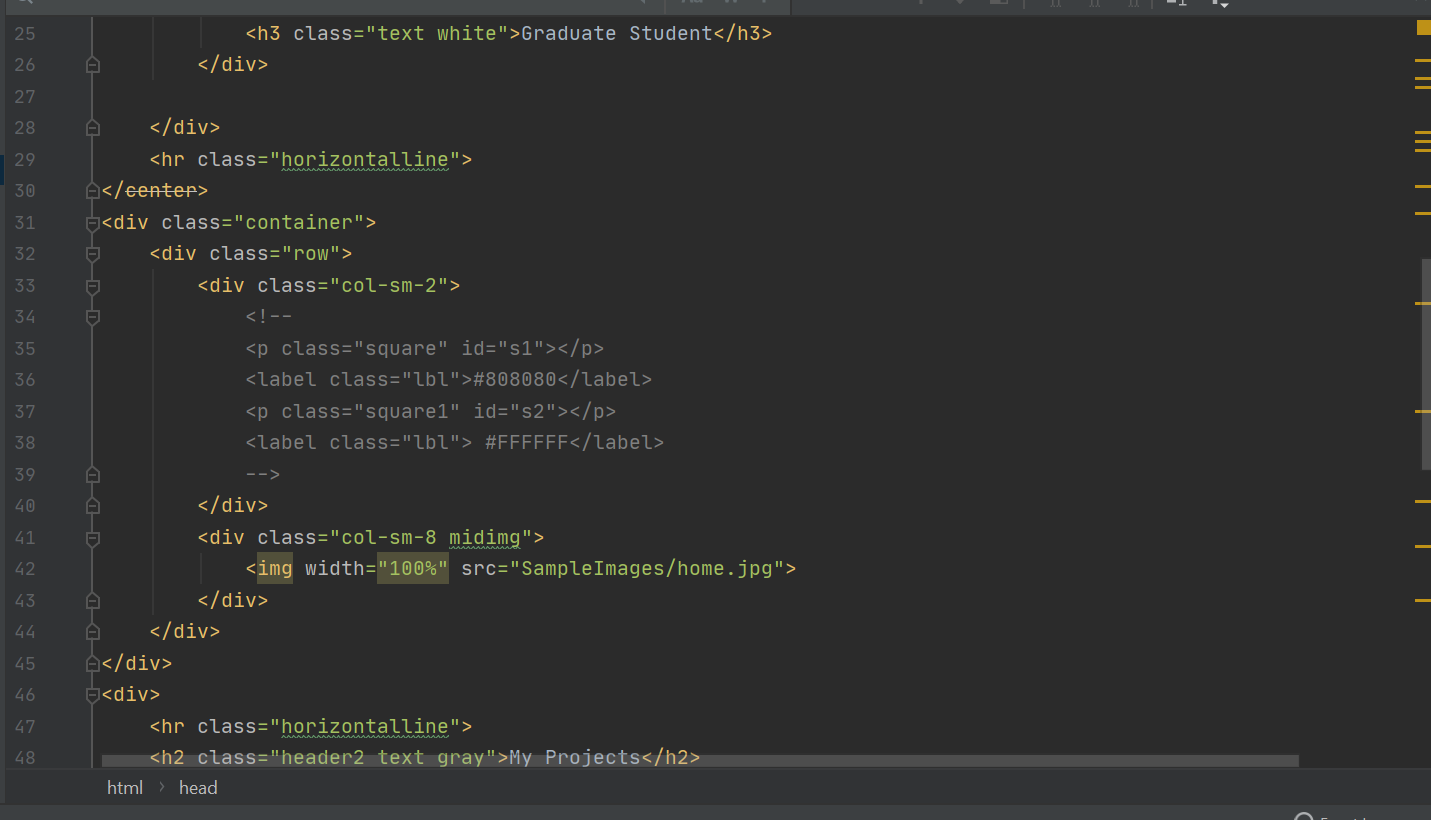 25 <h3 class="text white">Graduate Student</h3>
26 </div>
27
28 </div>
29 <hr class="horizontalline">
30 </center>
31 <div class="container">
32 <div class="row">
33 <div class="col-sm-2">
34 <!--
35 <p class="square" id="s1"></p>
36 <label class="lbl">#808080</label>
37 <p class="square1" id="s2"></p>
38 <label class="lbl"> #FFFFFF</label>
39 -->
40 </div>
41 <div class="col-sm-8 midimg">
42 <img width="100%" src="SampleImages/home.jpg">
43 </div>
44 </div>
45 </div>
46 <div>
47 <hr class="horizontalline">
48 <h2 class="header2 text gray">My Projects</h2>
html › head